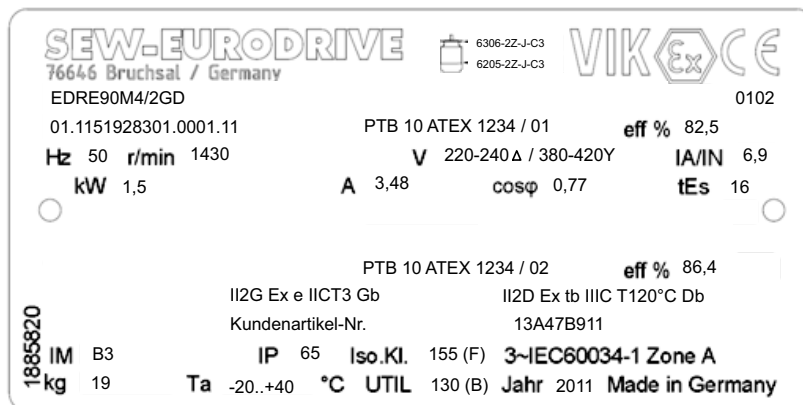 SEW-EURODRIVE 6306-2Z-J-C3 VIK Ex CE
76646 Bruchsal / Germany 6205-2Z-J-C3
EDRE90M4/2GD 0102
01.1151928301.0001.11 PTB 10 ATEX 1234 / 01 eff % 82,5
Hz 50 r/min 1430 V 220-240 Δ / 380-420Y IA/IN 6,9
kW 1,5 A 3,48 cosφ 0,77 tEs 16
PTB 10 ATEX 1234 / 02 eff % 86,4
II2G Ex e IICT3 Gb II2D Ex tb IIIC T120°C Db
Kundenartikel-Nr. 13A47B911
1885820
IM B3 IP 65 Iso.Kl. 155 (F) 3~IEC60034-1 Zone A
kg 19 Ta -20..+40 °C UTIL 130 (B) Jahr 2011 Made in Germany